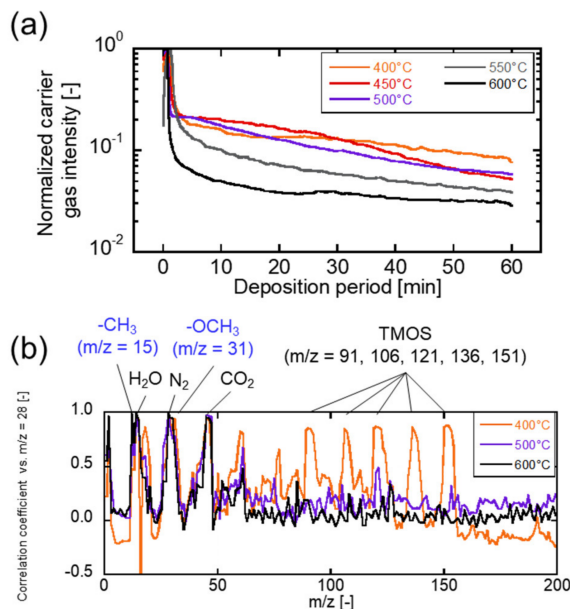 (a)
Normalized carrier
gas intensity [-]
10⁰
10⁻¹
10⁻²
400°C
450°C
500°C
550°C
600°C
0 10 20 30 40 50 60
Deposition period [min]
(b)
-CH₃
(m/z = 15)
H₂O
N₂
-OCH₃
(m/z = 31)
CO₂
TMOS
(m/z = 91, 106, 121, 136, 151)
Correlation coefficient vs. m/z = 28 [-]
1.0
0.5
0.0
-0.5
400°C
500°C
600°C
0 50 100 150 200
m/z [-]